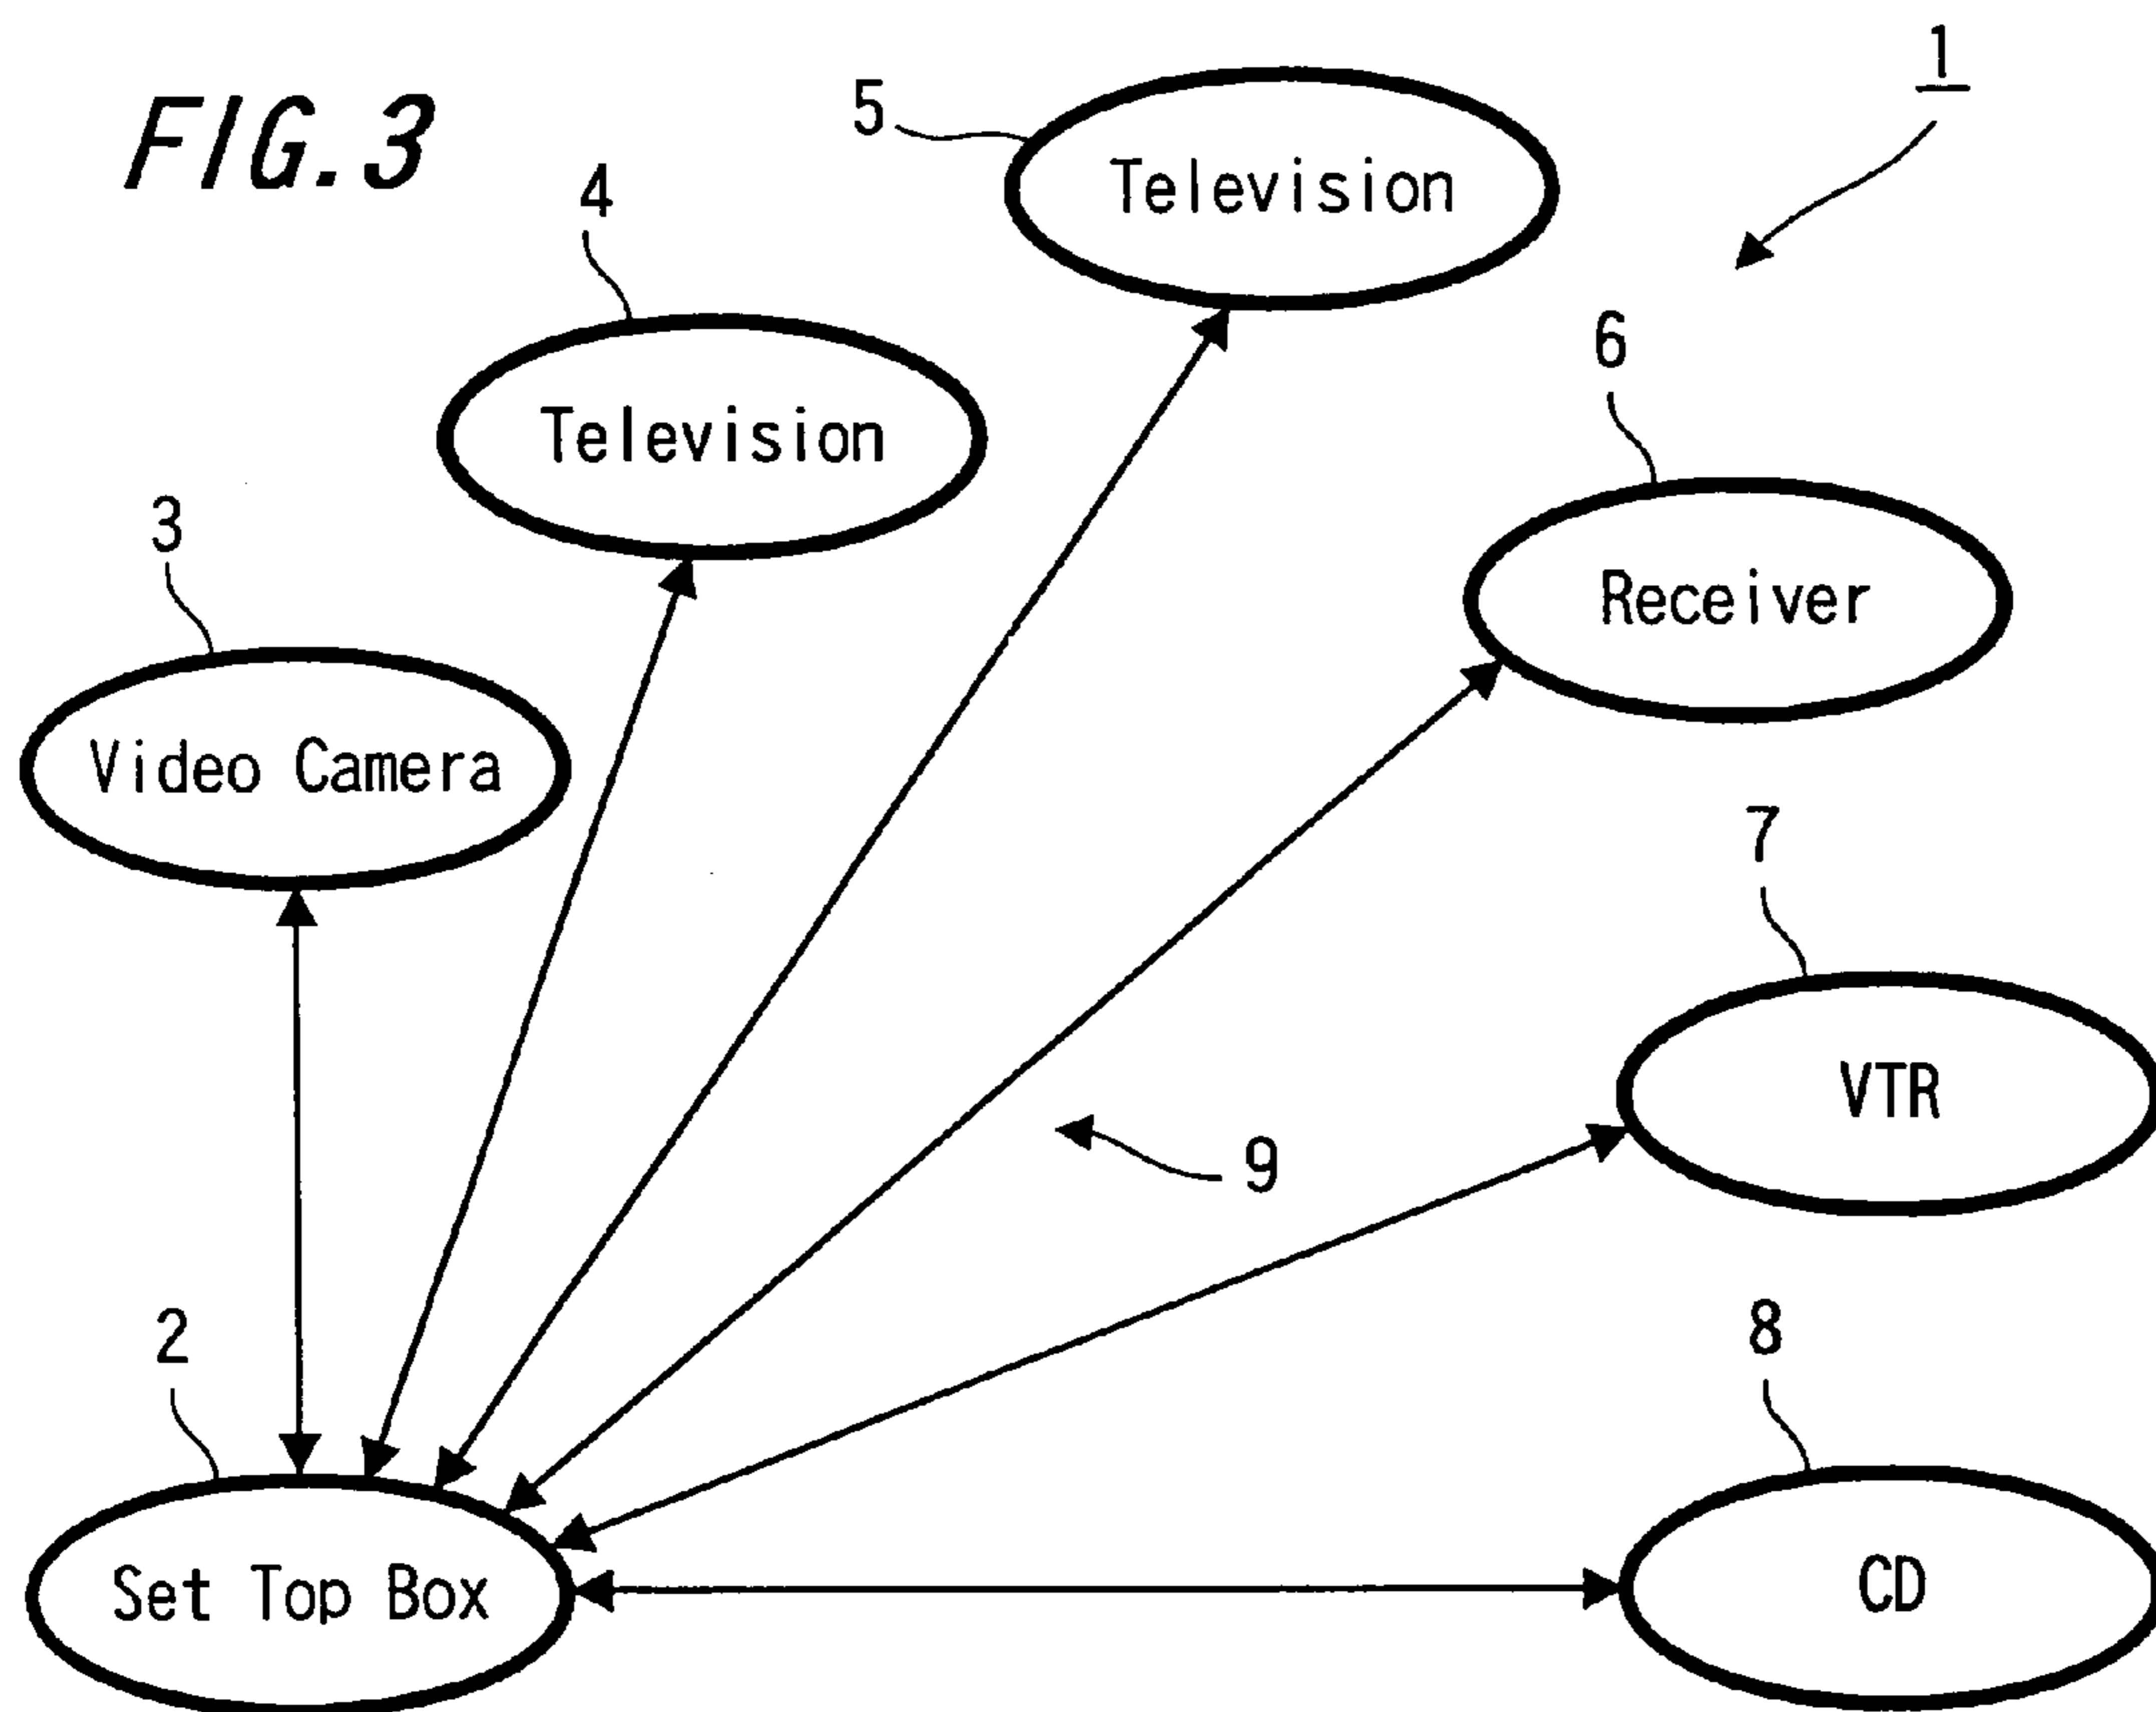 FIG.3
1
5
Television
4
Television
6
Receiver
3
Video Camera
7
VTR
9
2
8
Set Top Box
CD